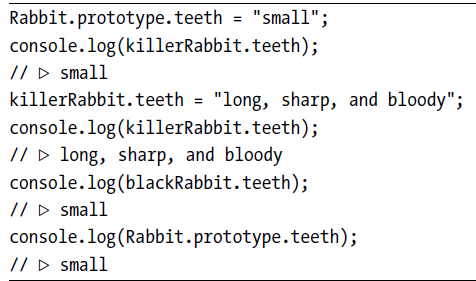 Rabbit.prototype.teeth = "small";
console.log(killerRabbit.teeth);
// ▷ small
killerRabbit.teeth = "long, sharp, and bloody";
console.log(killerRabbit.teeth);
// ▷ long, sharp, and bloody
console.log(blackRabbit.teeth);
// ▷ small
console.log(Rabbit.prototype.teeth);
// ▷ small